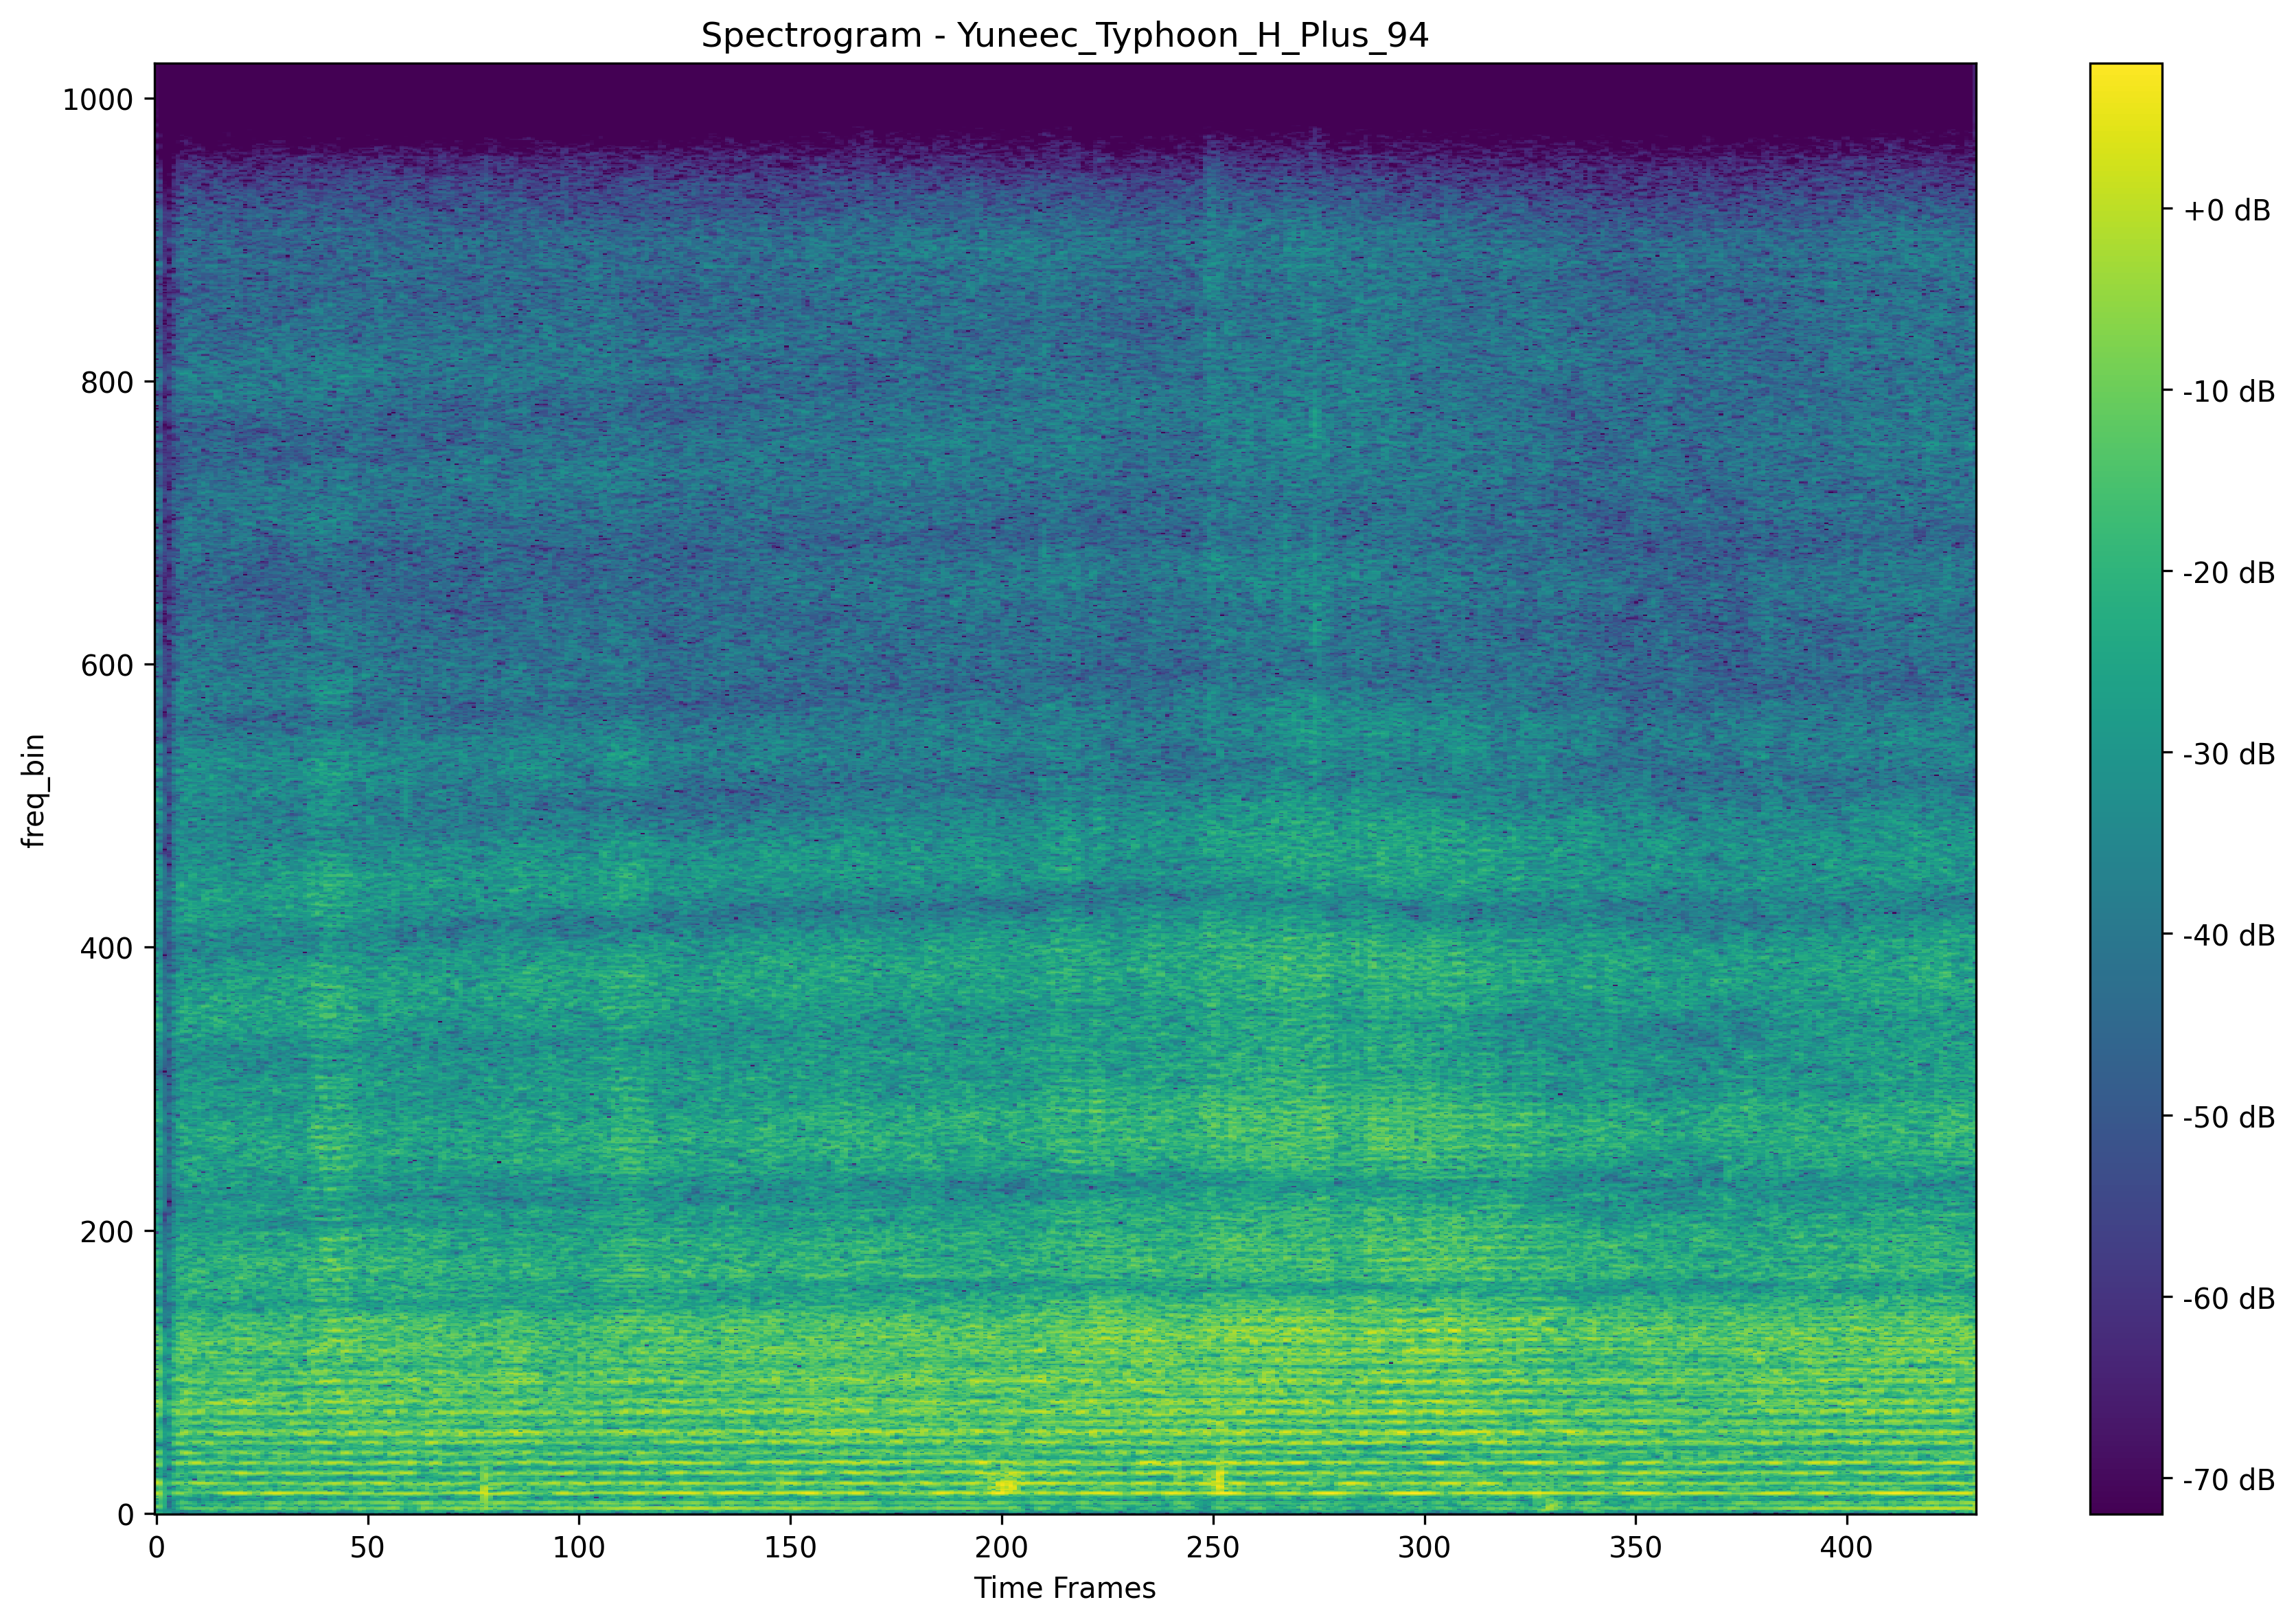 Spectrogram - Yuneec_Typhoon_H_Plus_94
1000
800
600
400
200
0
freq_bin
0 50 100 150 200 250 300 350 400
Time Frames
+0 dB
-10 dB
-20 dB
-30 dB
-40 dB
-50 dB
-60 dB
-70 dB